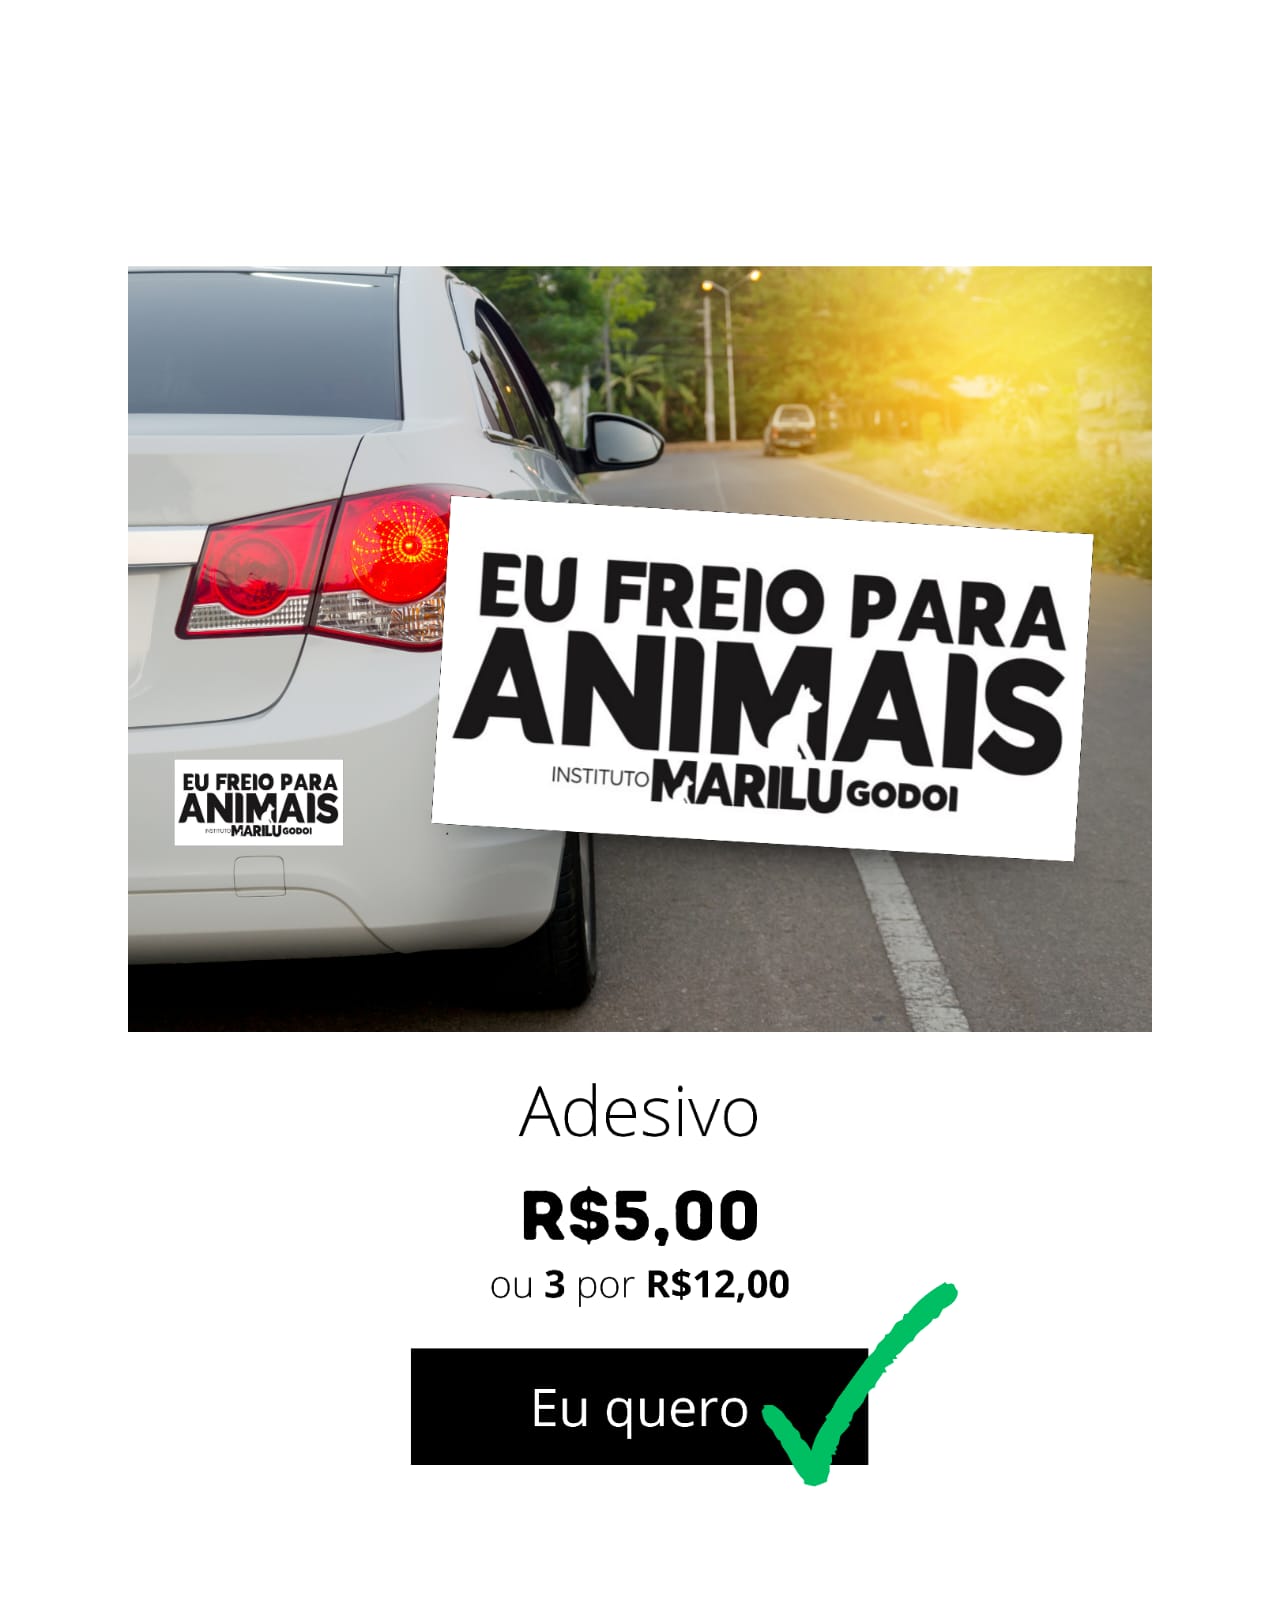 EU FREIO PARA
ANIMAIS
INSTITUTO MARILU GODOI
EU FREIO PARA
ANIMAIS
INSTITUTO MARILU GODOI
Adesivo
R$5,00
ou 3 por R$12,00
Eu quero